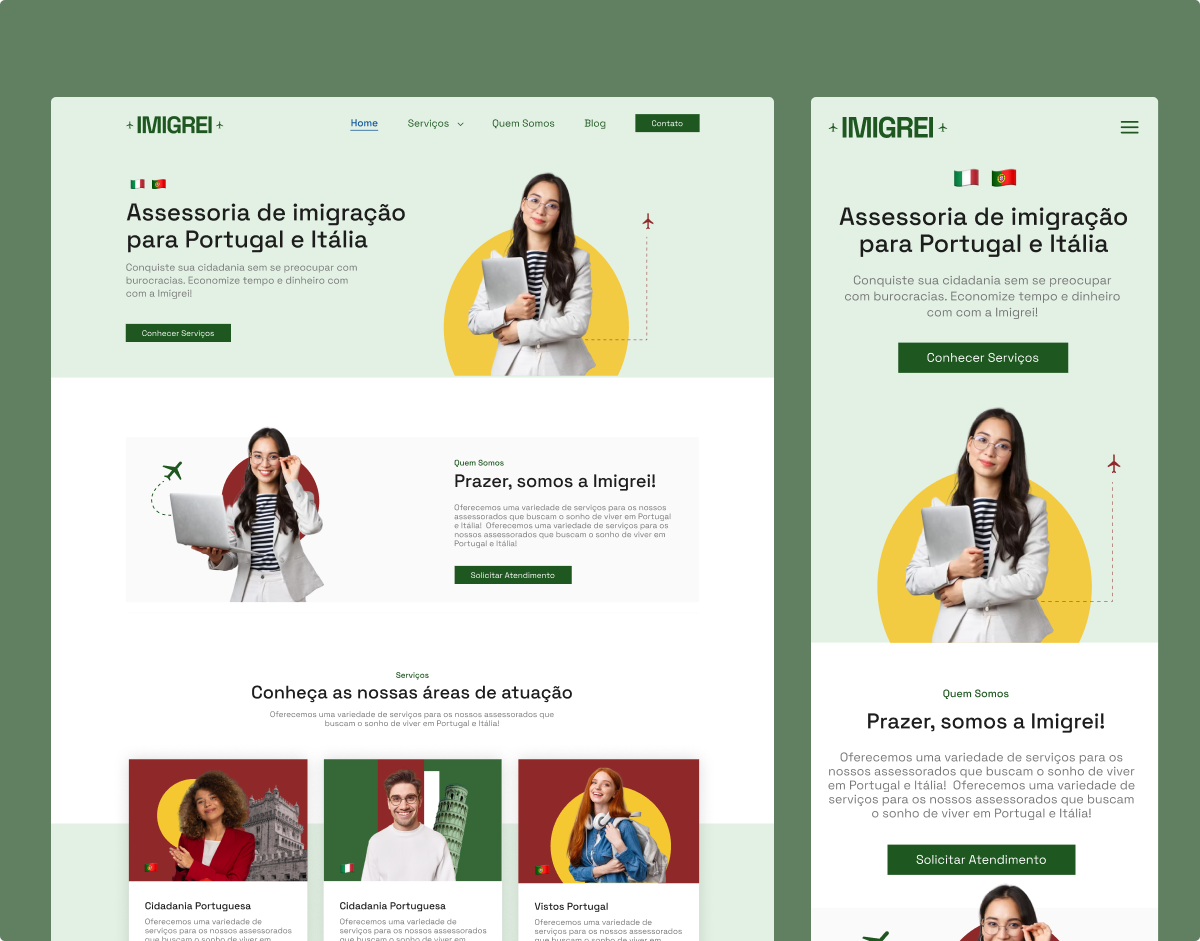 IMIGREI
Home
Serviços
Quem Somos
Blog
Contato
Assessoria de imigração
para Portugal e Itália
Conquiste sua cidadania sem se preocupar com
burocracias. Economize tempo e dinheiro com
com a Imigrei!
Conhecer Serviços
Quem Somos
Prazer, somos a Imigrei!
Oferecemos uma variedade de serviços para os nossos
assessorados que buscam o sonho de viver em Portugal
e Itália! Oferecemos uma variedade de serviços para os
nossos assessorados que buscam o sonho de viver em
Portugal e Itália!
Solicitar Atendimento
Serviços
Conheça as nossas áreas de atuação
Oferecemos uma variedade de serviços para os nossos assessorados que
buscam o sonho de viver em Portugal e Itália!
Cidadania Portuguesa
Oferecemos uma variedade de
serviços para os nossos assessorados
que buscam o sonho de viver em
Cidadania Portuguesa
Oferecemos uma variedade de
serviços para os nossos assessorados
que buscam o sonho de viver em
Vistos Portugal
Oferecemos uma variedade de
serviços para os nossos assessorados
que buscam o sonho de viver em
IMIGREI
Assessoria de imigração
para Portugal e Itália
Conquiste sua cidadania sem se preocupar
com burocracias. Economize tempo e dinheiro
com com a Imigrei!
Conhecer Serviços
Quem Somos
Prazer, somos a Imigrei!
Oferecemos uma variedade de serviços para os
nossos assessorados que buscam o sonho de viver
em Portugal e Itália! Oferecemos uma variedade de
serviços para os nossos assessorados que buscam
o sonho de viver em Portugal e Itália!
Solicitar Atendimento